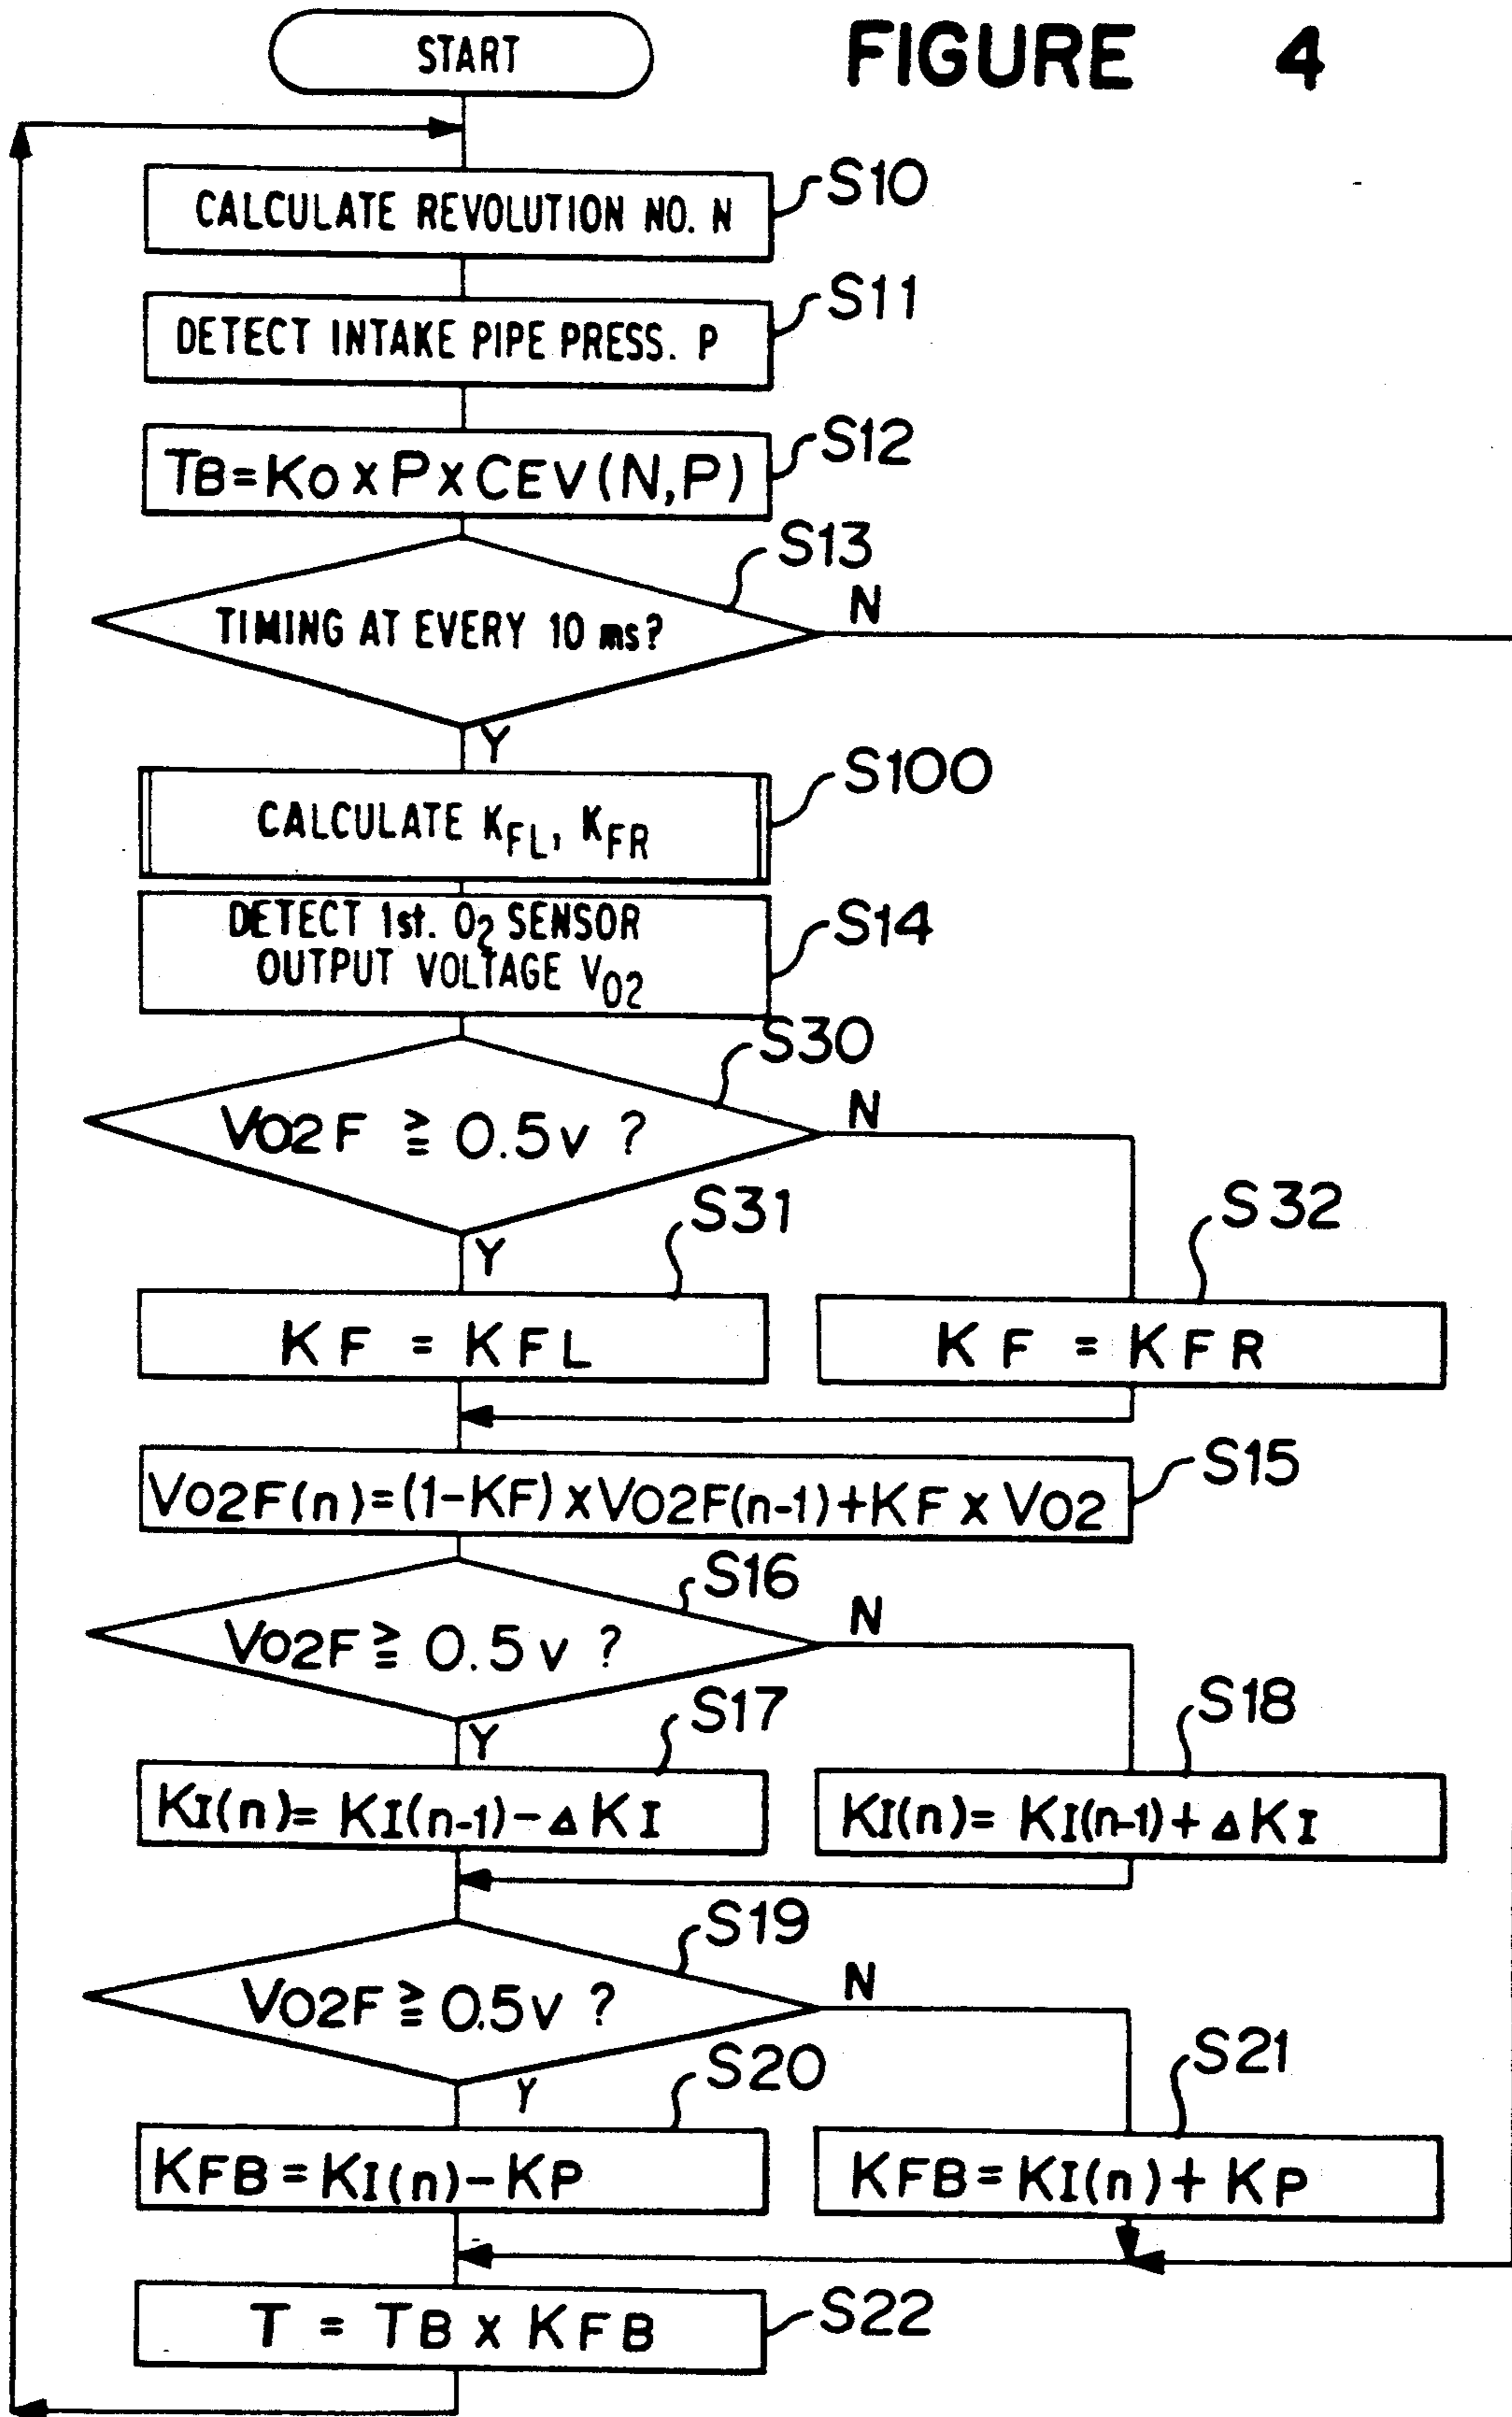 FIGURE 4
START
S10
CALCULATE REVOLUTION NO. N
S11
DETECT INTAKE PIPE PRESS. P
S12
TB=KO x P x CEV(N,P)
S13
TIMING AT EVERY 10 ms?
N
Y
S100
CALCULATE KFL, KFR
S14
DETECT 1st. O2 SENSOR
OUTPUT VOLTAGE VO2
S30
VO2F ≧ 0.5v ?
N
Y
S31
S32
KF = KFL
KF = KFR
S15
VO2F(n)=(1-KF)xVO2F(n-1)+KF x VO2
S16
VO2F ≧ 0.5v ?
N
Y
S17
S18
KI(n)= KI(n-1)-ΔKI
KI(n)= KI(n-1)+ΔKI
S19
VO2F ≧ 0.5v ?
N
Y
S20
S21
KFB=KI(n)-KP
KFB=KI(n)+KP
S22
T = TB x KFB